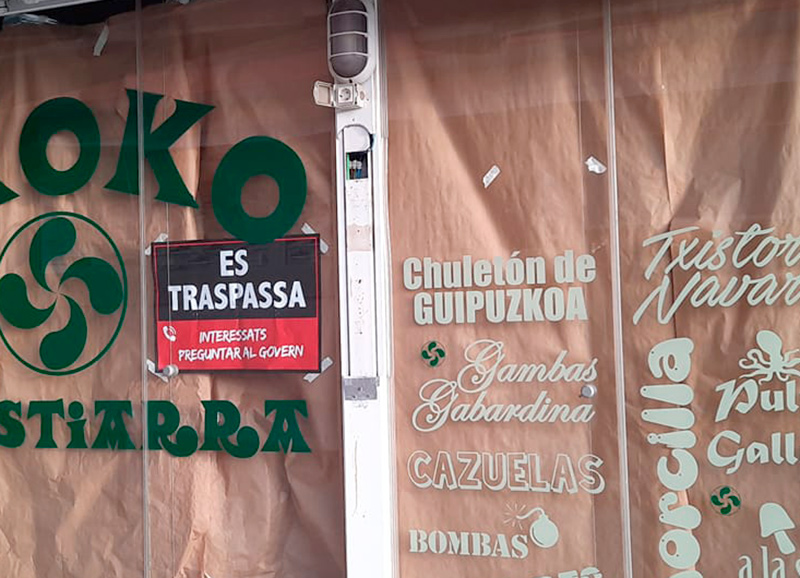 OKO
ES
TRASPASSA
INTERESSATS
PREGUNTAR AL GOVERN
STiARRA
Chuletón de
GUIPUZKOA
Gambas
Gabardina
CAZUELAS
BOMBAS
Txistor
Navar
orcilla
Pul
Gall
a la